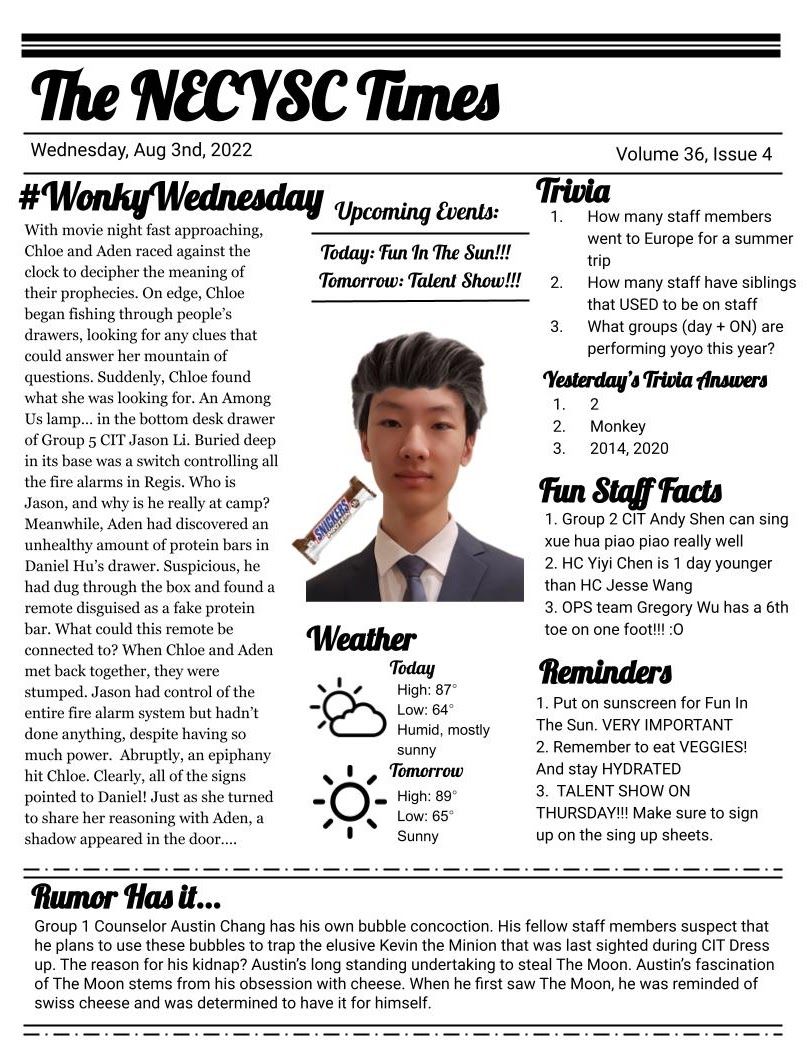 The NECYSC Times
Wednesday, Aug 3nd, 2022
Volume 36, Issue 4
#WonkyWednesday
With movie night fast approaching,
Chloe and Aden raced against the
clock to decipher the meaning of
their prophecies. On edge, Chloe
began fishing through people’s
drawers, looking for any clues that
could answer her mountain of
questions. Suddenly, Chloe found
what she was looking for. An Among
Us lamp... in the bottom desk drawer
of Group 5 CIT Jason Li. Buried deep
in its base was a switch controlling all
the fire alarms in Regis. Who is
Jason, and why is he really at camp?
Meanwhile, Aden had discovered an
unhealthy amount of protein bars in
Daniel Hu’s drawer. Suspicious, he
had dug through the box and found a
remote disguised as a fake protein
bar. What could this remote be
connected to? When Chloe and Aden
met back together, they were
stumped. Jason had control of the
entire fire alarm system but hadn’t
done anything, despite having so
much power.  Abruptly, an epiphany
hit Chloe. Clearly, all of the signs
pointed to Daniel! Just as she turned
to share her reasoning with Aden, a
shadow appeared in the door....
Upcoming Events:
Today: Fun In The Sun!!!
Tomorrow: Talent Show!!!
SNICKERS
PROTEIN
Weather
Today
High: 87°
Low: 64°
Humid, mostly
sunny
Tomorrow
High: 89°
Low: 65°
Sunny
Trivia
1. How many staff members
went to Europe for a summer
trip
2. How many staff have siblings
that USED to be on staff
3. What groups (day + ON) are
performing yoyo this year?
Yesterday’s Trivia Answers
1. 2
2. Monkey
3. 2014, 2020
Fun Staff Facts
1. Group 2 CIT Andy Shen can sing
xue hua piao piao really well
2. HC Yiyi Chen is 1 day younger
than HC Jesse Wang
3. OPS team Gregory Wu has a 6th
toe on one foot!!! :O
Reminders
1. Put on sunscreen for Fun In
The Sun. VERY IMPORTANT
2. Remember to eat VEGGIES!
And stay HYDRATED
3.  TALENT SHOW ON
THURSDAY!!! Make sure to sign
up on the sing up sheets.
Rumor Has it...
Group 1 Counselor Austin Chang has his own bubble concoction. His fellow staff members suspect that
he plans to use these bubbles to trap the elusive Kevin the Minion that was last sighted during CIT Dress
up. The reason for his kidnap? Austin’s long standing undertaking to steal The Moon. Austin’s fascination
of The Moon stems from his obsession with cheese. When he first saw The Moon, he was reminded of
swiss cheese and was determined to have it for himself.